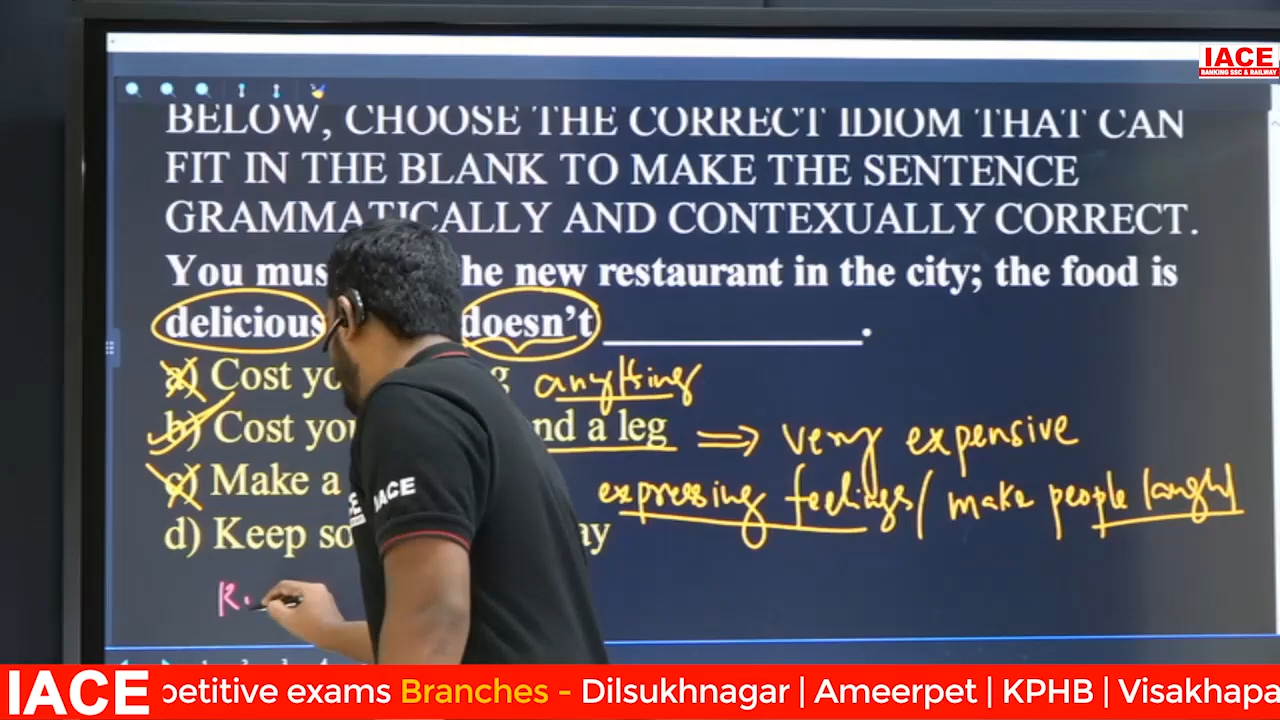 IACE
BANKING SSC & RAILWAY
BELOW, CHOOSE THE CORRECT IDIOM THAT CAN
FIT IN THE BLANK TO MAKE THE SENTENCE
GRAMMATICALLY AND CONTEXUALLY CORRECT.
You mus he new restaurant in the city; the food is
delicious doesn't ____________.
a) Cost yo g anything
b) Cost you nd a leg ⇒ very expensive
c) Make a expressing feelings/ make people laugh
d) Keep so ay
IACE
IACE petitive exams Branches - Dilsukhnagar | Ameerpet | KPHB | Visakhapa